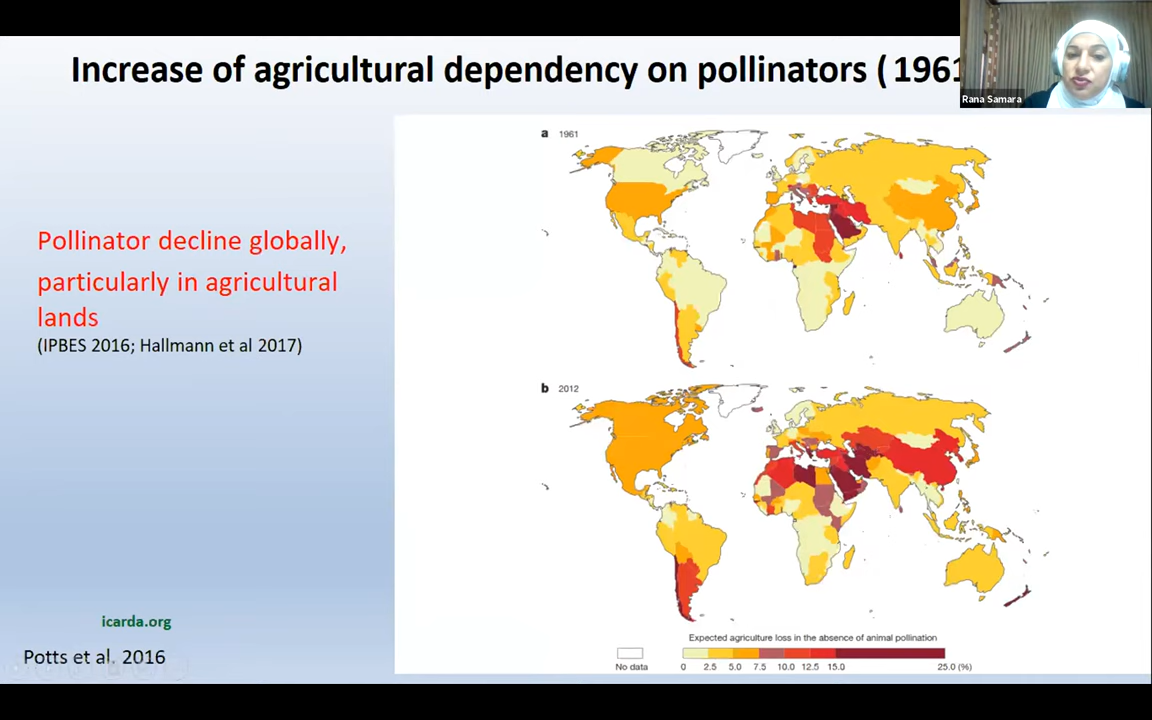 Increase of agricultural dependency on pollinators (1961
Rana Samara
a 1961
Pollinator decline globally,
particularly in agricultural
lands
(IPBES 2016; Hallmann et al 2017)
b 2012
icarda.org
Potts et al. 2016
Expected agriculture loss in the absence of animal pollination
No data
0 2.5 5.0 7.5 10.0 12.5 15.0 25.0 (%)